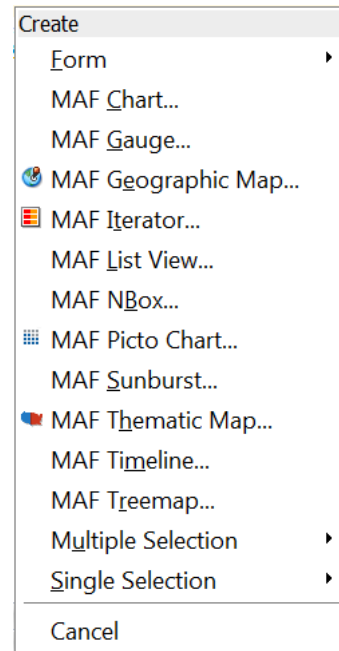 Create
Form
MAF Chart...
MAF Gauge...
MAF Geographic Map...
MAF Iterator...
MAF List View...
MAF NBox...
MAF Picto Chart...
MAF Sunburst...
MAF Thematic Map...
MAF Timeline...
MAF Treemap...
Multiple Selection
Single Selection
Cancel